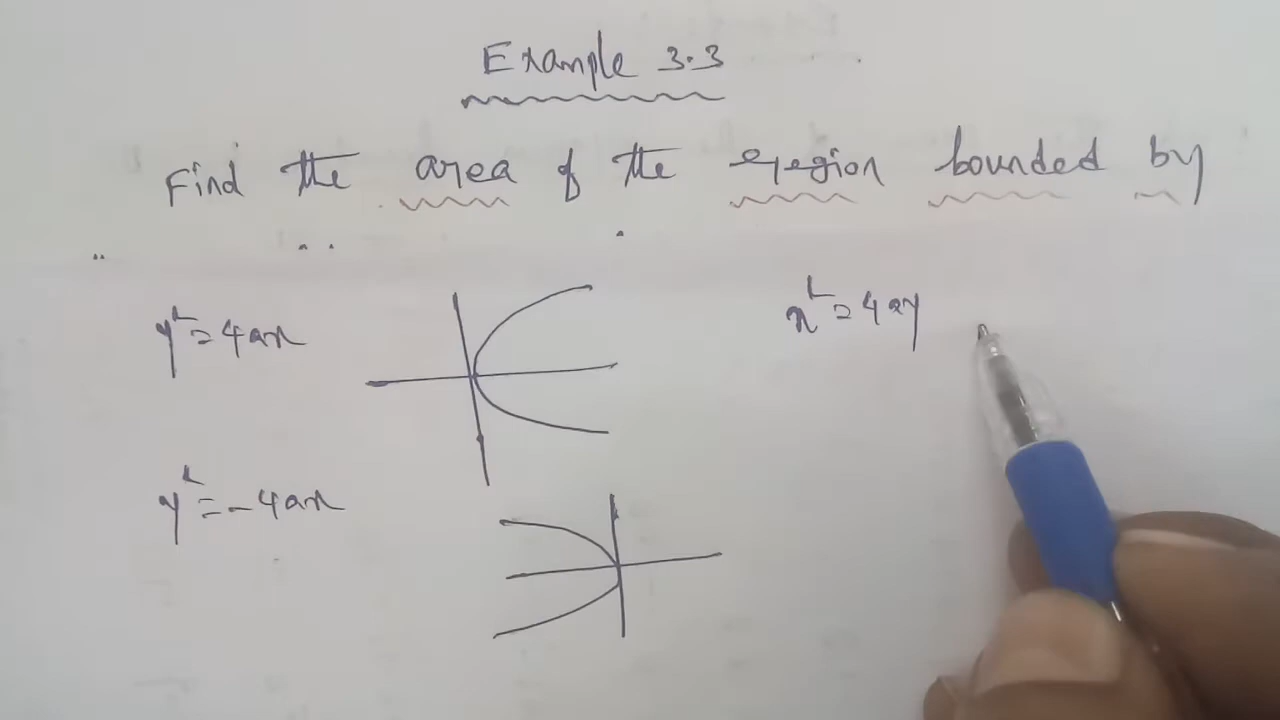 Example 3.3
Find the area of the region bounded by
y² = 4ax
x² = 4ay
y² = -4ax